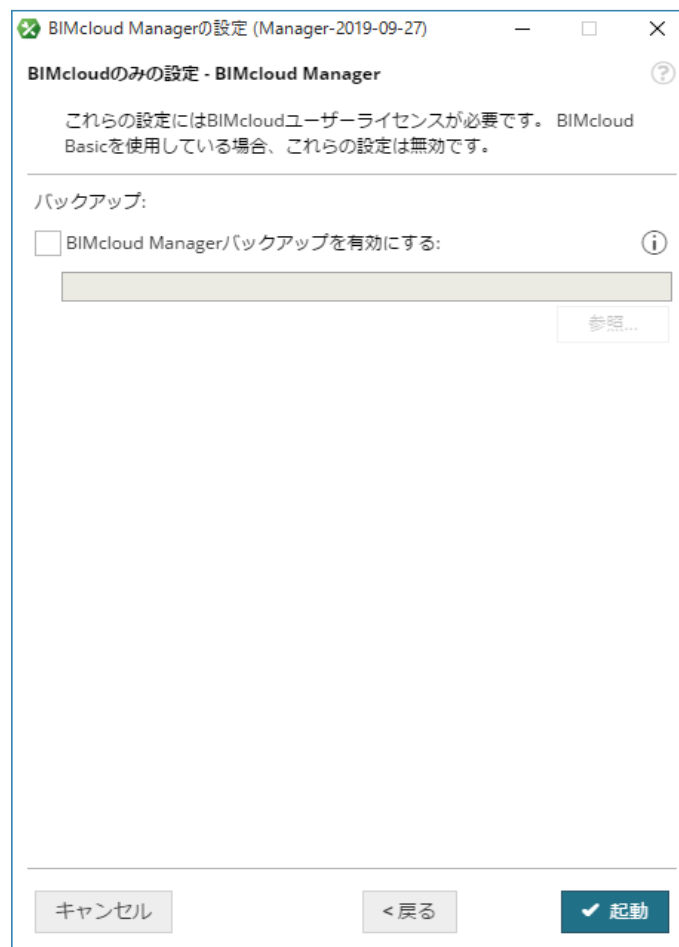 BIMcloud Managerの設定 (Manager-2019-09-27)
BIMcloudのみの設定 - BIMcloud Manager
これらの設定にはBIMcloudユーザーライセンスが必要です。 BIMcloud
Basicを使用している場合、これらの設定は無効です。
バックアップ:
BIMcloud Managerバックアップを有効にする:
参照...
キャンセル
<戻る
起動